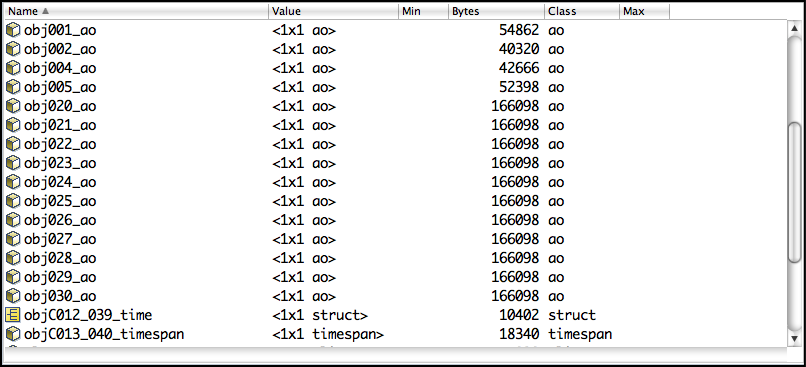 Name Value Min Bytes Class Max
obj001_ao <1x1 ao> 54862 ao
obj002_ao <1x1 ao> 40320 ao
obj004_ao <1x1 ao> 42666 ao
obj005_ao <1x1 ao> 52398 ao
obj020_ao <1x1 ao> 166098 ao
obj021_ao <1x1 ao> 166098 ao
obj022_ao <1x1 ao> 166098 ao
obj023_ao <1x1 ao> 166098 ao
obj024_ao <1x1 ao> 166098 ao
obj025_ao <1x1 ao> 166098 ao
obj026_ao <1x1 ao> 166098 ao
obj027_ao <1x1 ao> 166098 ao
obj028_ao <1x1 ao> 166098 ao
obj029_ao <1x1 ao> 166098 ao
obj030_ao <1x1 ao> 166098 ao
objC012_039_time <1x1 struct> 10402 struct
objC013_040_timespan <1x1 timespan> 18340 timespan